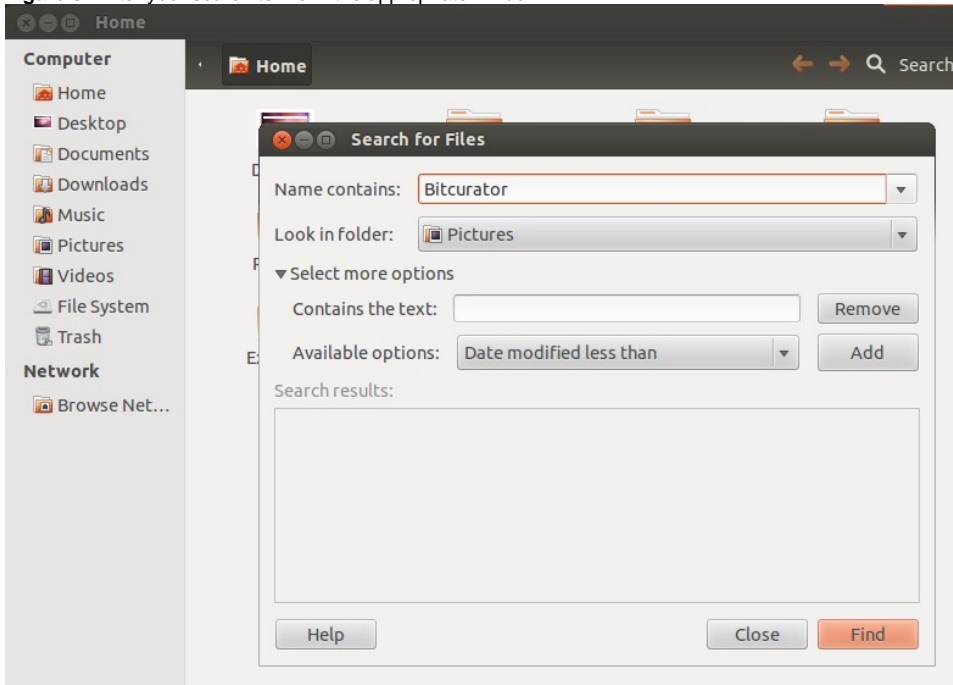 Home
Computer
Home
Desktop
Documents
Downloads
Music
Pictures
Videos
File System
Trash
Network
Browse Net...
Home
Search
Search for Files
Name contains: Bitcurator
Look in folder: Pictures
Select more options
Contains the text: Remove
Available options: Date modified less than Add
Search results:
Help Close Find